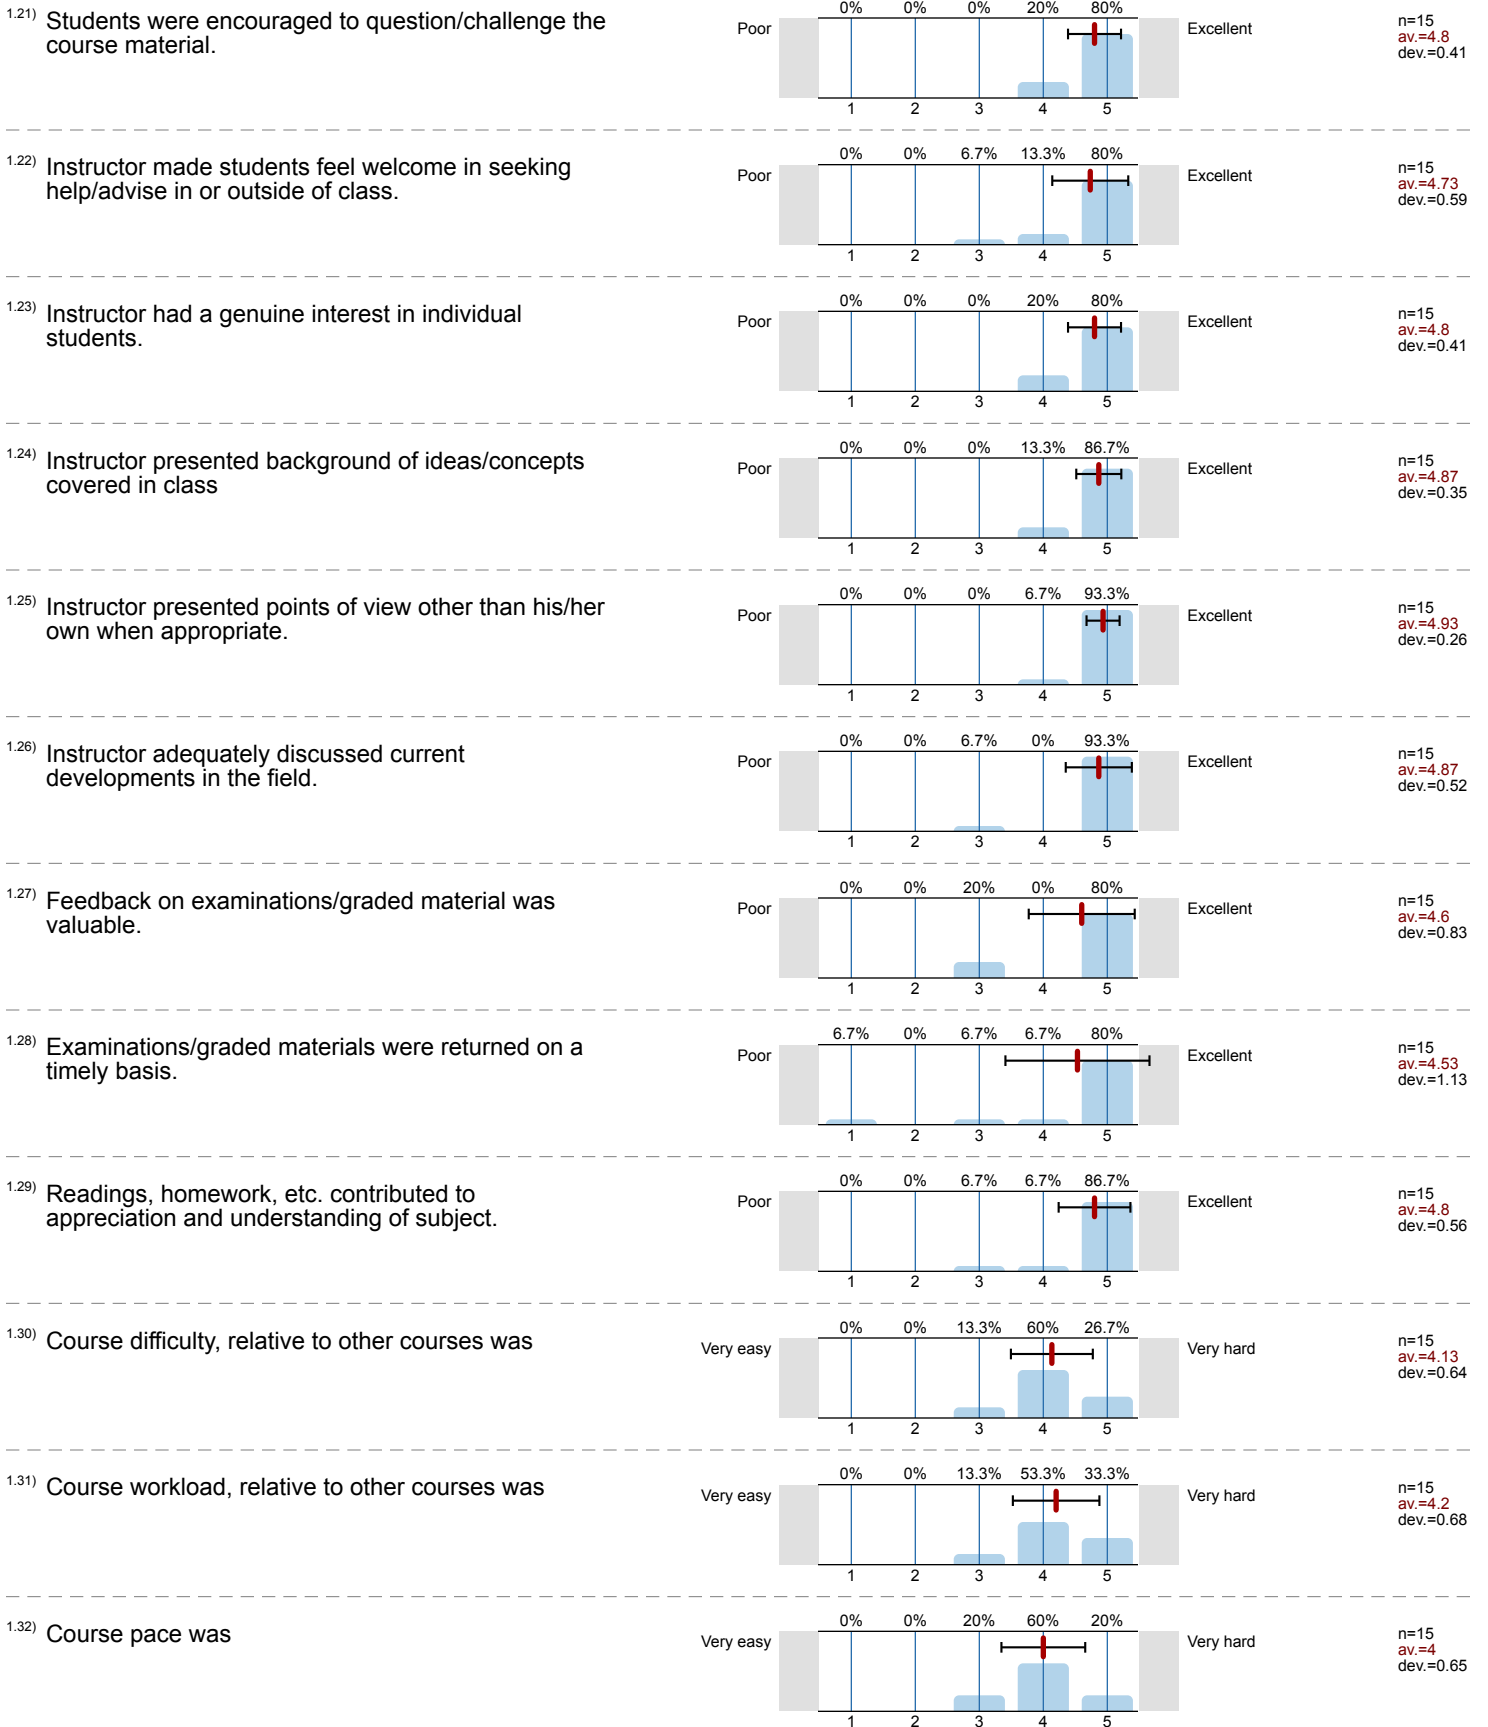 1.21) Students were encouraged to question/challenge the
course material.
0% 0% 0% 20% 80%
Poor Excellent
n=15
av.=4.8
dev.=0.41
1 2 3 4 5
1.22) Instructor made students feel welcome in seeking
help/advise in or outside of class.
0% 0% 6.7% 13.3% 80%
Poor Excellent
n=15
av.=4.73
dev.=0.59
1 2 3 4 5
1.23) Instructor had a genuine interest in individual
students.
0% 0% 0% 20% 80%
Poor Excellent
n=15
av.=4.8
dev.=0.41
1 2 3 4 5
1.24) Instructor presented background of ideas/concepts
covered in class
0% 0% 0% 13.3% 86.7%
Poor Excellent
n=15
av.=4.87
dev.=0.35
1 2 3 4 5
1.25) Instructor presented points of view other than his/her
own when appropriate.
0% 0% 0% 6.7% 93.3%
Poor Excellent
n=15
av.=4.93
dev.=0.26
1 2 3 4 5
1.26) Instructor adequately discussed current
developments in the field.
0% 0% 6.7% 0% 93.3%
Poor Excellent
n=15
av.=4.87
dev.=0.52
1 2 3 4 5
1.27) Feedback on examinations/graded material was
valuable.
0% 0% 20% 0% 80%
Poor Excellent
n=15
av.=4.6
dev.=0.83
1 2 3 4 5
1.28) Examinations/graded materials were returned on a
timely basis.
6.7% 0% 6.7% 6.7% 80%
Poor Excellent
n=15
av.=4.53
dev.=1.13
1 2 3 4 5
1.29) Readings, homework, etc. contributed to
appreciation and understanding of subject.
0% 0% 6.7% 6.7% 86.7%
Poor Excellent
n=15
av.=4.8
dev.=0.56
1 2 3 4 5
1.30) Course difficulty, relative to other courses was
0% 0% 13.3% 60% 26.7%
Very easy Very hard
n=15
av.=4.13
dev.=0.64
1 2 3 4 5
1.31) Course workload, relative to other courses was
0% 0% 13.3% 53.3% 33.3%
Very easy Very hard
n=15
av.=4.2
dev.=0.68
1 2 3 4 5
1.32) Course pace was
0% 0% 20% 60% 20%
Very easy Very hard
n=15
av.=4
dev.=0.65
1 2 3 4 5